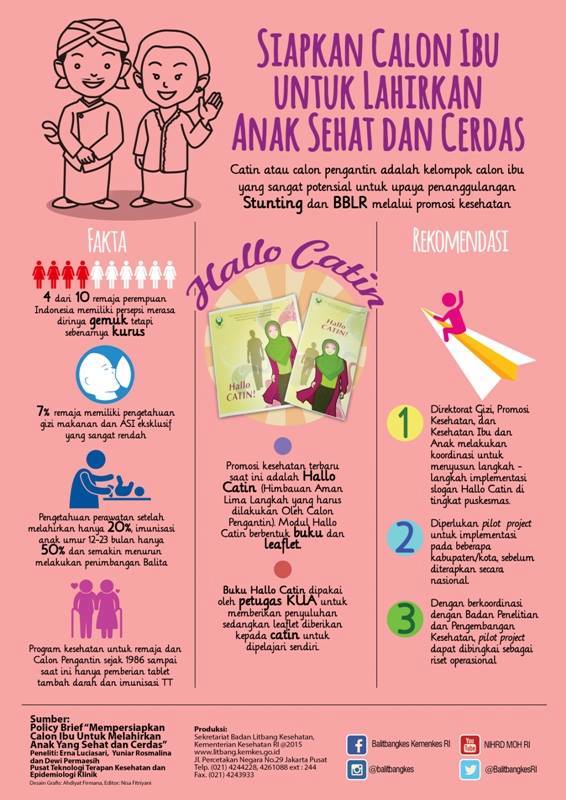 SIAPKAN CALON IBU
UNTUK LAHIRKAN
ANAK SEHAT DAN CERDAS
Catin atau calon pengantin adalah kelompok calon ibu
yang sangat potensial untuk upaya penanggulangan
Stunting dan BBLR melalui promosi kesehatan
FAKTA
4 dari 10 remaja perempuan
Indonesia memiliki persepsi merasa
dirinya gemuk tetapi
sebenarnya kurus
7% remaja memiliki pengetahuan
gizi makanan dan ASI eksklusif
yang sangat rendah
Pengetahuan perawatan setelah
melahirkan hanya 20%, imunisasi
anak umur 12-23 bulan hanya
50% dan semakin menurun
melakukan penimbangan Balita
Program kesehatan untuk remaja dan
Calon Pengantin sejak 1986 sampai
saat ini hanya pemberian tablet
tambah darah dan imunisasi TT
Hallo Catin
Hallo
CATIN!
Hallo
CATIN!
Promosi kesehatan terbaru
saat ini adalah Hallo
Catin (Himbauan Aman
Lima Langkah yang harus
dilakukan Oleh Calon
Pengantin). Modul Hallo
Catin berbentuk buku dan
leaflet.
Buku Hallo Catin dipakai
oleh petugas KUA untuk
memberikan penyuluhan
sedangkan leaflet diberikan
kepada catin untuk
dipelajari sendiri.
REKOMENDASI
1
Direktorat Gizi, Promosi
Kesehatan, dan
Kesehatan Ibu dan
Anak melakukan
koordinasi untuk
menyusun langkah -
langkah implementasi
slogan Hallo Catin di
tingkat puskesmas.
2
Diperlukan pilot project
untuk implementasi
pada beberapa
kabupaten/kota, sebelum
diterapkan secara
nasional.
3
Dengan berkoordinasi
dengan Badan Penelitian
dan Pengembangan
Kesehatan, pilot project
dapat dibingkai sebagai
riset operasional
Sumber:
Policy Brief "Mempersiapkan
Calon Ibu Untuk Melahirkan
Anak Yang Sehat dan Cerdas"
Peneliti: Erna Luciasari, Yuniar Rosmalina
dan Dewi Permaesih
Pusat Teknologi Terapan Kesehatan dan
Epidemiologi Klinik
Desain Grafis: Ahdiyat Firmana, Editor: Nisa Fitriyani
Produksi:
Sekretariat Badan Litbang Kesehatan,
Kementerian Kesehatan RI @2015
www.litbang.kemkes.go.id
Jl. Percetakan Negara No.29 Jakarta Pusat
Telp. (021) 4244228, 4261088 ext : 244
Fax. (021) 4243933
Balitbangkes Kemenkes RI
You Tube NIHRD MOH RI
@balitbangkes
@BalitbangkesRI